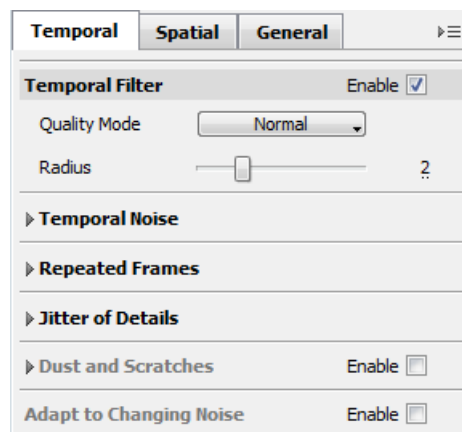 Temporal Spatial General
Temporal Filter Enable
Quality Mode Normal
Radius 2
Temporal Noise
Repeated Frames
Jitter of Details
Dust and Scratches Enable
Adapt to Changing Noise Enable